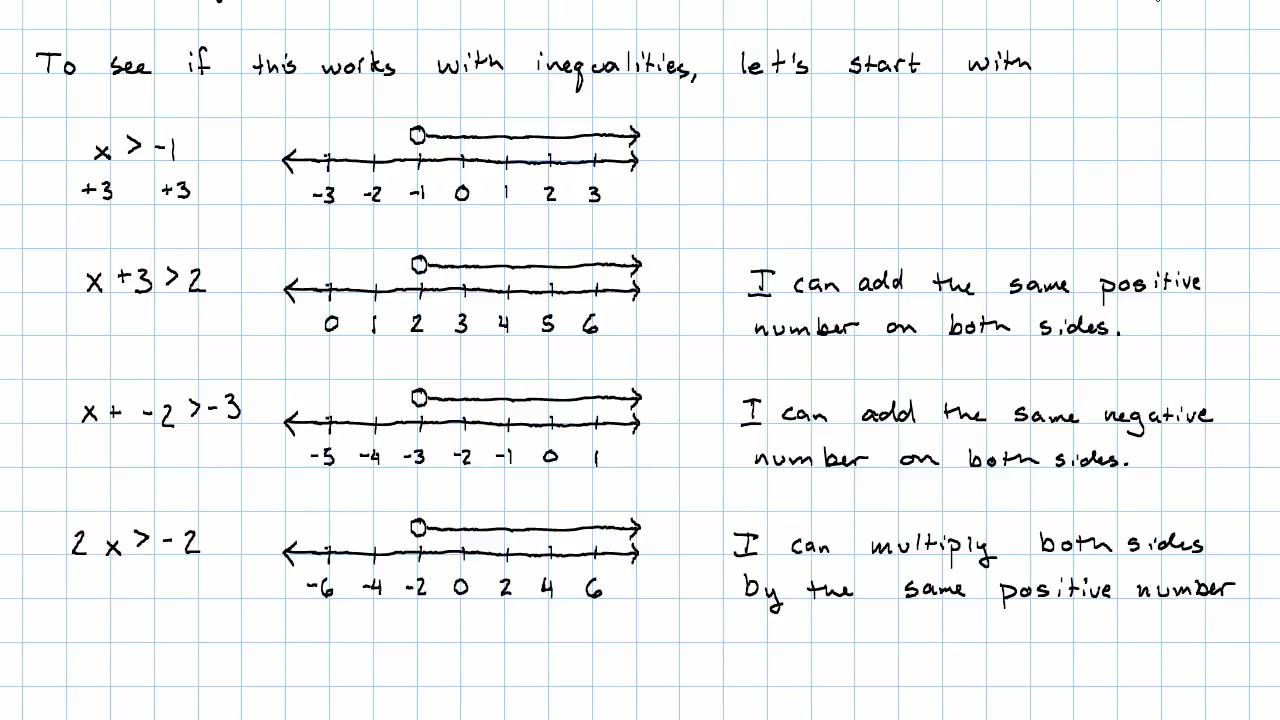 To see if this works with inequalities, let's start with
x > -1
+3 +3
-3 -2 -1 0 1 2 3
x +3 > 2
0 1 2 3 4 5 6
I can add the same positive
number on both sides.
x + -2 > -3
-5 -4 -3 -2 -1 0 1
I can add the same negative
number on both sides.
2 x > -2
-6 -4 -2 0 2 4 6
I can multiply both sides
by the same positive number